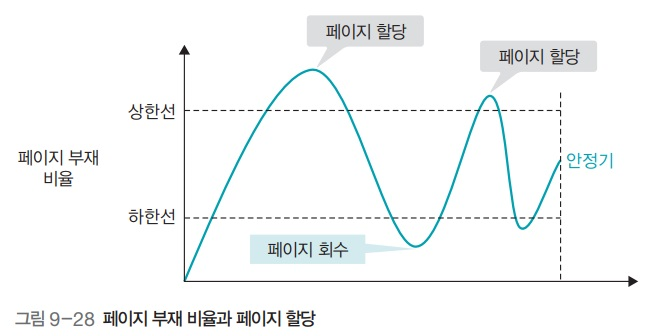 페이지 할당
페이지 할당
상한선
페이지 부재
비율
안정기
하한선
페이지 회수
그림 9-28 페이지 부재 비율과 페이지 할당